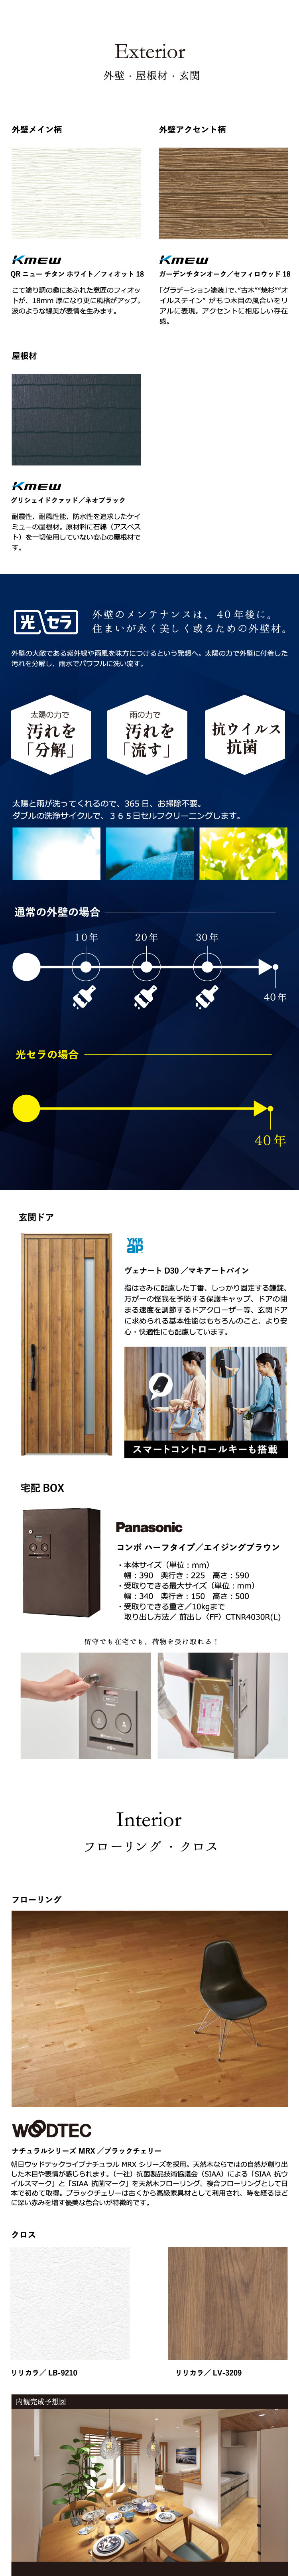 Exterior
外壁・屋根材・玄関
外壁メイン柄
KMEW
QR ニュー チタン ホワイト／フィオット 18
こて塗り調の趣にあふれた意匠のフィオッ
トが、18mm 厚になり更に風格がアップ。
波のような線美が表情を生みます。
外壁アクセント柄
KMEW
ガーデンチタンオーク／セフィロウッド 18
「グラデーション塗装」で、“古木”“焼杉”“オ
イルステイン” がもつ木目の風合いをリ
アルに表現。アクセントに相応しい存在
感。
屋根材
KMEW
グリシェイドクァッド／ネオブラック
耐震性、耐風性能、防水性を追求したケイ
ミューの屋根材。原材料に石綿（アスベス
ト）を一切使用していない安心の屋根材で
す。
光セラ
外壁のメンテナンスは、40年後に。
住まいが永く美しく或るための外壁材。
外壁の大敵である紫外線や雨風を味方につけるという発想へ。太陽の力で外壁に付着した
汚れを分解し、雨水でパワフルに洗い流す。
太陽の力で
汚れを
「分解」
雨の力で
汚れを
「流す」
抗ウイルス
抗菌
太陽と雨が洗ってくれるので、365 日、お掃除不要。
ダブルの洗浄サイクルで、３６５日セルフクリーニングします。
通常の外壁の場合
10年
20年
30年
40年
光セラの場合
40年
玄関ドア
YKK
ap
ヴェナート D30 ／マキアートパイン
指はさみに配慮した丁番、しっかり固定する鎌錠、
万が一の怪我を予防する保護キャップ、ドアの閉
まる速度を調節するドアクローザー等、玄関ドア
に求められる基本性能はもちろんのこと、より安
心・快適性にも配慮しています。
スマートコントロールキーも搭載
宅配 BOX
Panasonic
コンボ ハーフタイプ／エイジングブラウン
・本体サイズ（単位：mm）
幅：390　奥行き：225　高さ：590
・受取りできる最大サイズ（単位：mm）
幅：340　奥行き：150　高さ：500
・受取りできる重さ／10kgまで
取り出し方法／ 前出し〈FF〉CTNR4030R(L)
留守でも在宅でも、荷物を受け取れる！
Interior
フローリング ・ クロス
フローリング
WOODTEC
ナチュラルシリーズ MRX ／ブラックチェリー
朝日ウッドテックライブナチュラル MRX シリーズを採用。天然木ならではの自然が創り出
した木目や表情が感じられます。（一社）抗菌製品技術協議会（SIAA）による「SIAA 抗ウ
イルスマーク」と「SIAA 抗菌マーク」を天然木フローリング、複合フローリングとして日
本で初めて取得。ブラックチェリーは古くから高級家具材として利用され、時を経るほど
に深い赤みを増す優美な色合いが特徴的です。
クロス
リリカラ／ LB-9210
リリカラ／ LV-3209
内観完成予想図